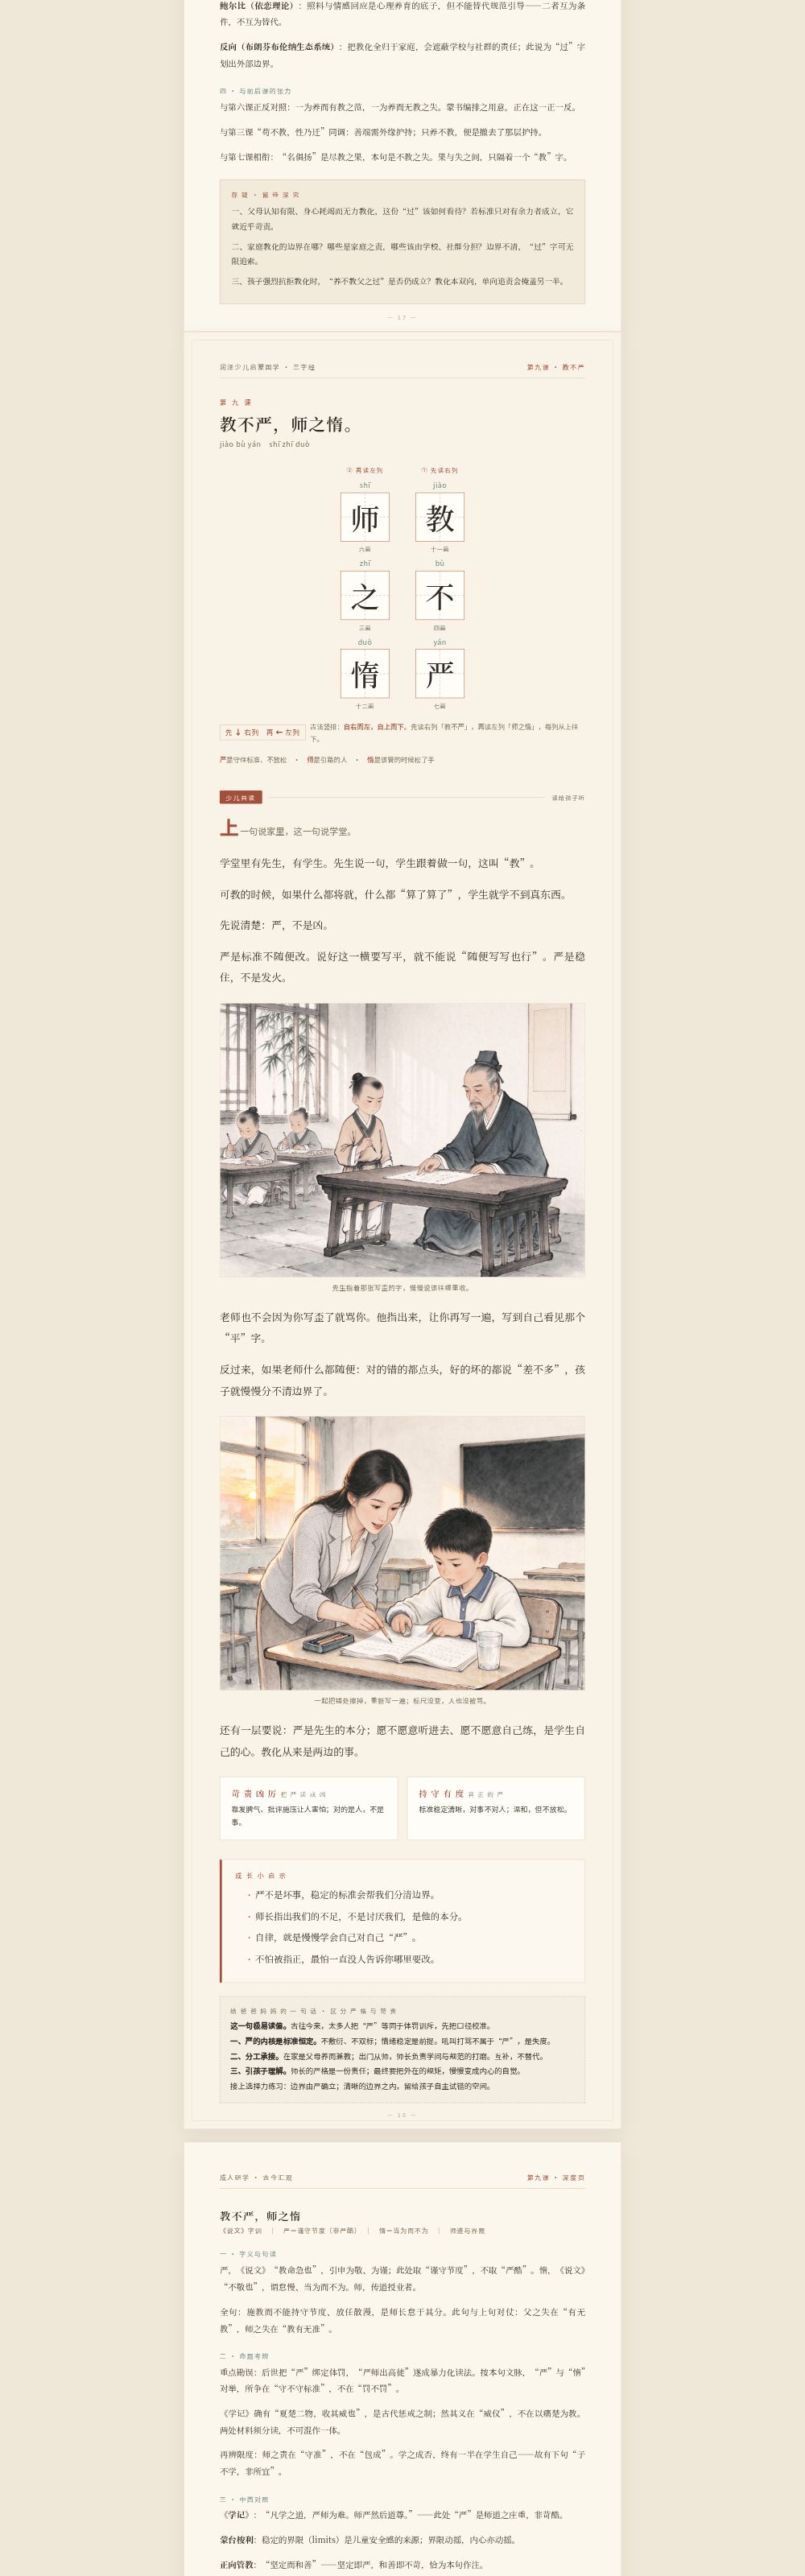 鲍尔比（依恋理论）：照料与情感回应是心理养育的底子，但不能替代规范引导——二者互为条
件，不互为替代。
反向（布朗芬布伦纳生态系统）：把教化全归于家庭，会遮蔽学校与社群的责任；此说为“过”字
划出外部边界。
四 · 与前后课的张力
与第六课正反对照：一为养而有教之范，一为养而无教之失。蒙书编排之用意，正在这一正一反。
与第三课“苟不教，性乃迁”同调：善端需外缘护持；只养不教，便是撤去了那层护持。
与第七课相衔：“名俱扬”是尽教之果，本句是不教之失。果与失之间，只隔着一个“教”字。
存疑 · 留待深究
一、父母认知有限、身心耗竭而无力教化，这份“过”该如何看待？若标准只对有余力者成立，它
就近乎苛责。
二、家庭教化的边界在哪？哪些是家庭之责，哪些该由学校、社群分担？边界不清，“过”字可无
限追索。
三、孩子强烈抗拒教化时，“养不教父之过”是否仍成立？教化本双向，单向追责会掩盖另一半。
— 17 —
润泽少儿启蒙国学 · 三字经
第九课 · 教不严
第九课
教不严，师之惰。
jiào bù yán  shī zhī duò
② 再读左列
① 先读右列
shī
jiào
师
教
六画
十一画
zhī
bù
之
不
三画
四画
duò
yán
惰
严
十二画
七画
先 ↓ 右列 再 ← 左列
古法竖排：自右而左，自上而下。先读右列「教不严」，再读左列「师之惰」，每列从上往
下。
严是守住标准、不放松 · 师是引路的人 · 惰是该管的时候松了手
少儿共读
读给孩子听
上一句说家里，这一句说学堂。
学堂里有先生，有学生。先生说一句，学生跟着做一句，这叫“教”。
可教的时候，如果什么都将就，什么都“算了算了”，学生就学不到真东西。
先说清楚：严，不是凶。
严是标准不随便改。说好这一横要写平，就不能说“随便写写也行”。严是稳
住，不是发火。
先生指着那张写歪的字，慢慢说该往哪里收。
老师也不会因为你写歪了就骂你。他指出来，让你再写一遍，写到自己看见那个
“平”字。
反过来，如果老师什么都随便：对的错的都点头，好的坏的都说“差不多”，孩
子就慢慢分不清边界了。
一起把错处擦掉，重新写一遍；标尺没变，人也没被骂。
还有一层要说：严是先生的本分；愿不愿意听进去、愿不愿意自己练，是学生自
己的心。教化从来是两边的事。
苛责凶厉 把严误成凶
靠发脾气、批评施压让人害怕；对的是人，不是
事。
持守有度 真正的严
标准稳定清晰，对事不对人；温和，但不放松。
成长小启示
· 严不是坏事，稳定的标准会帮我们分清边界。
· 师长指出我们的不足，不是讨厌我们，是他的本分。
· 自律，就是慢慢学会自己对自己“严”。
· 不怕被指正，最怕一直没人告诉你哪里要改。
给爸爸妈妈的一句话 · 区分严格与苛责
这一句极易读偏。古往今来，太多人把“严”等同于体罚训斥，先把口径校准。
一、严的内核是标准恒定。不敷衍、不双标；情绪稳定是前提。吼叫打骂不属于“严”，是失度。
二、分工承接。在家是父母养而兼教；出门从师，师长负责学问与规范的打磨。互补，不替代。
三、引孩子理解。师长的严格是一份责任；最终要把外在的规矩，慢慢变成内心的自觉。
接上选择力练习：边界由严确立；清晰的边界之内，留给孩子自主试错的空间。
— 18 —
成人研学 · 古今汇观
第九课 · 深度页
教不严，师之惰
《说文》字训 ｜ 严＝谨守节度（非严酷） ｜ 惰＝当为而不为 ｜ 师道与界限
一 · 字义与句读
严，《说文》“教命急也”，引申为敬、为谨；此处取“谨守节度”，不取“严酷”。惰，《说文》
“不敬也”，谓怠慢、当为而不为。师，传道授业者。
全句：施教而不能持守节度、放任散漫，是师长怠于其分。此句与上句对仗：父之失在“有无
教”，师之失在“教有无准”。
二 · 命题考辨
重点勘误：后世把“严”绑定体罚，“严师出高徒”遂成暴力化读法。按本句文脉，“严”与“惰”
对举，所争在“守不守标准”，不在“罚不罚”。
《学记》确有“夏楚二物，收其威也”，是古代惩戒之制；然其义在“威仪”，不在以痛楚为教。
两处材料须分读，不可混作一体。
再辨限度：师之责在“守准”，不在“包成”。学之成否，终有一半在学生自己——故有下句“子
不学，非所宜”。
三 · 中西对照
《学记》：“凡学之道，严师为难。师严然后道尊。”——此处“严”是师道之庄重，非苛酷。
蒙台梭利：稳定的界限（limits）是儿童安全感的来源；界限动摇，内心亦动摇。
正向管教：“坚定而和善”——坚定即严，和善即不苛，恰为本句作注。